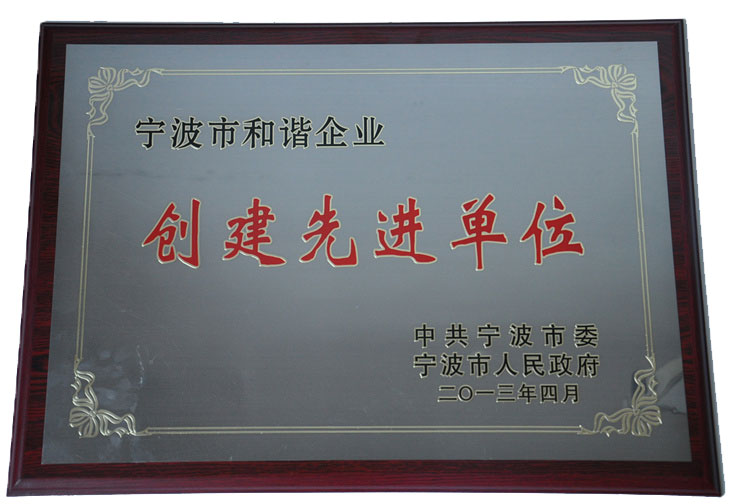 宁波市和谐企业
创建先进单位
中共宁波市委
宁波市人民政府
二〇一三年四月